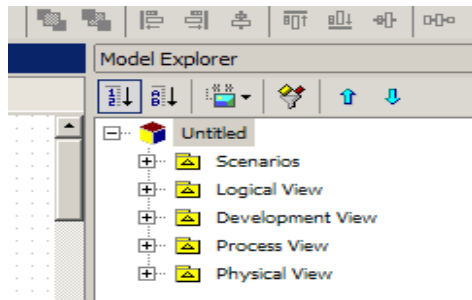 Model Explorer
Untitled
Scenarios
Logical View
Development View
Process View
Physical View